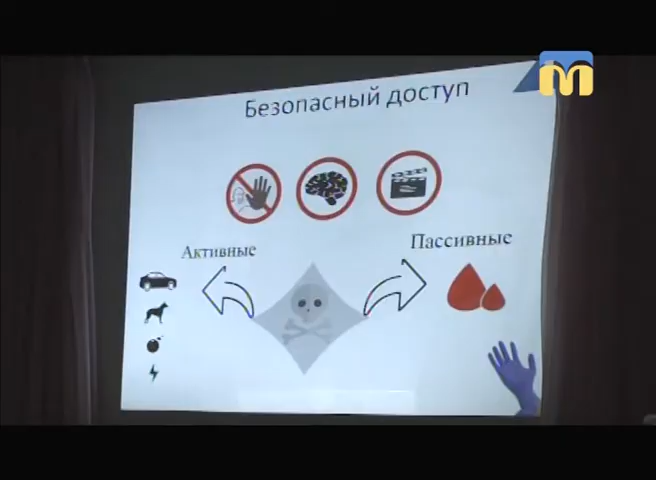 Безопасный доступ
Активные
Пассивные